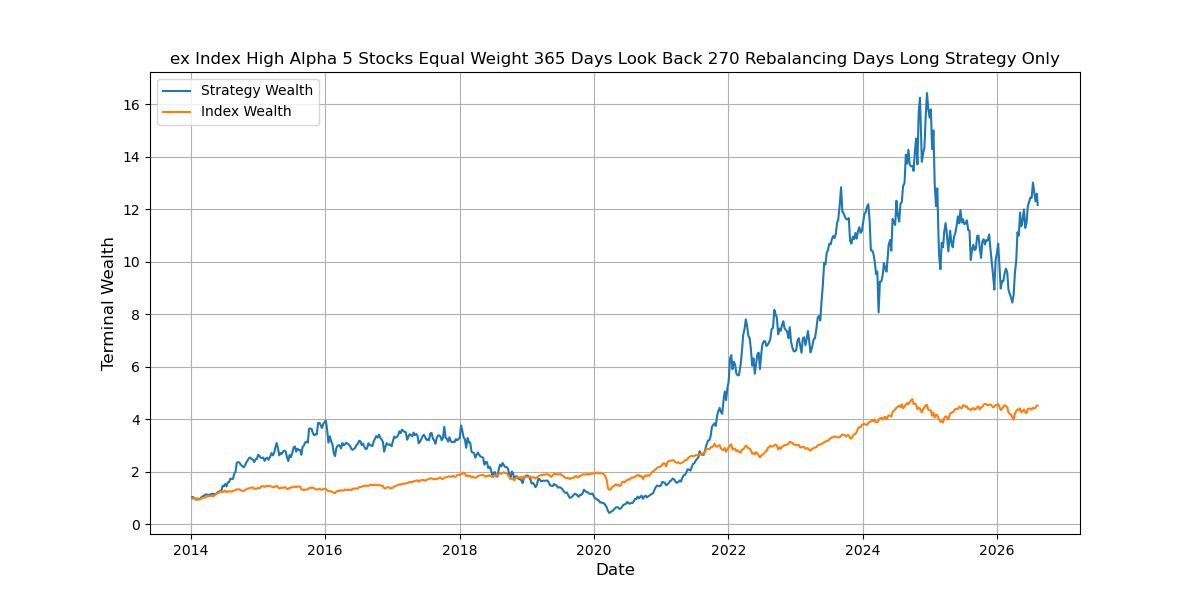 ex Index High Alpha 5 Stocks Equal Weight 365 Days Look Back 270 Rebalancing Days Long Strategy Only
Strategy Wealth
Index Wealth
Terminal Wealth
16
14
12
10
8
6
4
2
0
2014 2016 2018 2020 2022 2024 2026
Date